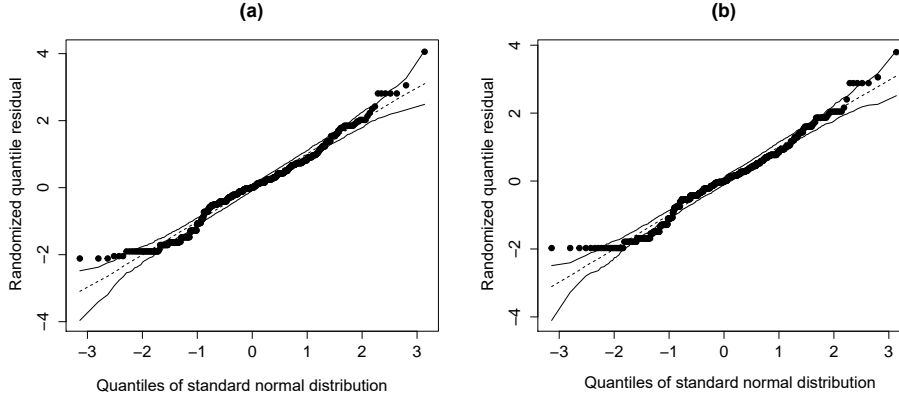 (a)
Randomized quantile residual
4
2
0
−2
−4
−3 −2 −1 0 1 2 3
Quantiles of standard normal distribution
(b)
Randomized quantile residual
4
2
0
−2
−4
−3 −2 −1 0 1 2 3
Quantiles of standard normal distribution